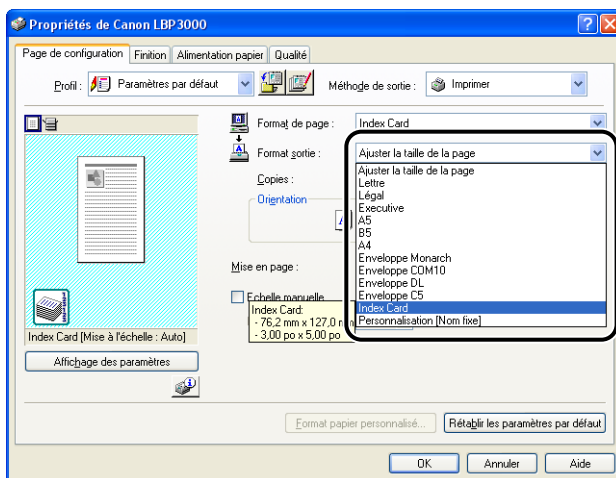 Propriétés de Canon LBP3000
Page de configuration Finition Alimentation papier Qualité
Profil : Paramètres par défaut Méthode de sortie : Imprimer
Format de page : Index Card
Format sortie : Ajuster la taille de la page
Ajuster la taille de la page
Lettre
Légal
Executive
A5
B5
A4
Enveloppe Monarch
Enveloppe COM10
Enveloppe DL
Enveloppe C5
Index Card
Personnalisation [Nom fixe]
Copies :
Orientation
A
Mise en page :
Echelle manuelle
Index Card:
- 76,2 mm x 127,0 mm
- 3,00 po x 5,00 po
Index Card [Mise à l'échelle : Auto]
Affichage des paramètres
Format papier personnalisé... Rétablir les paramètres par défaut
OK Annuler Aide